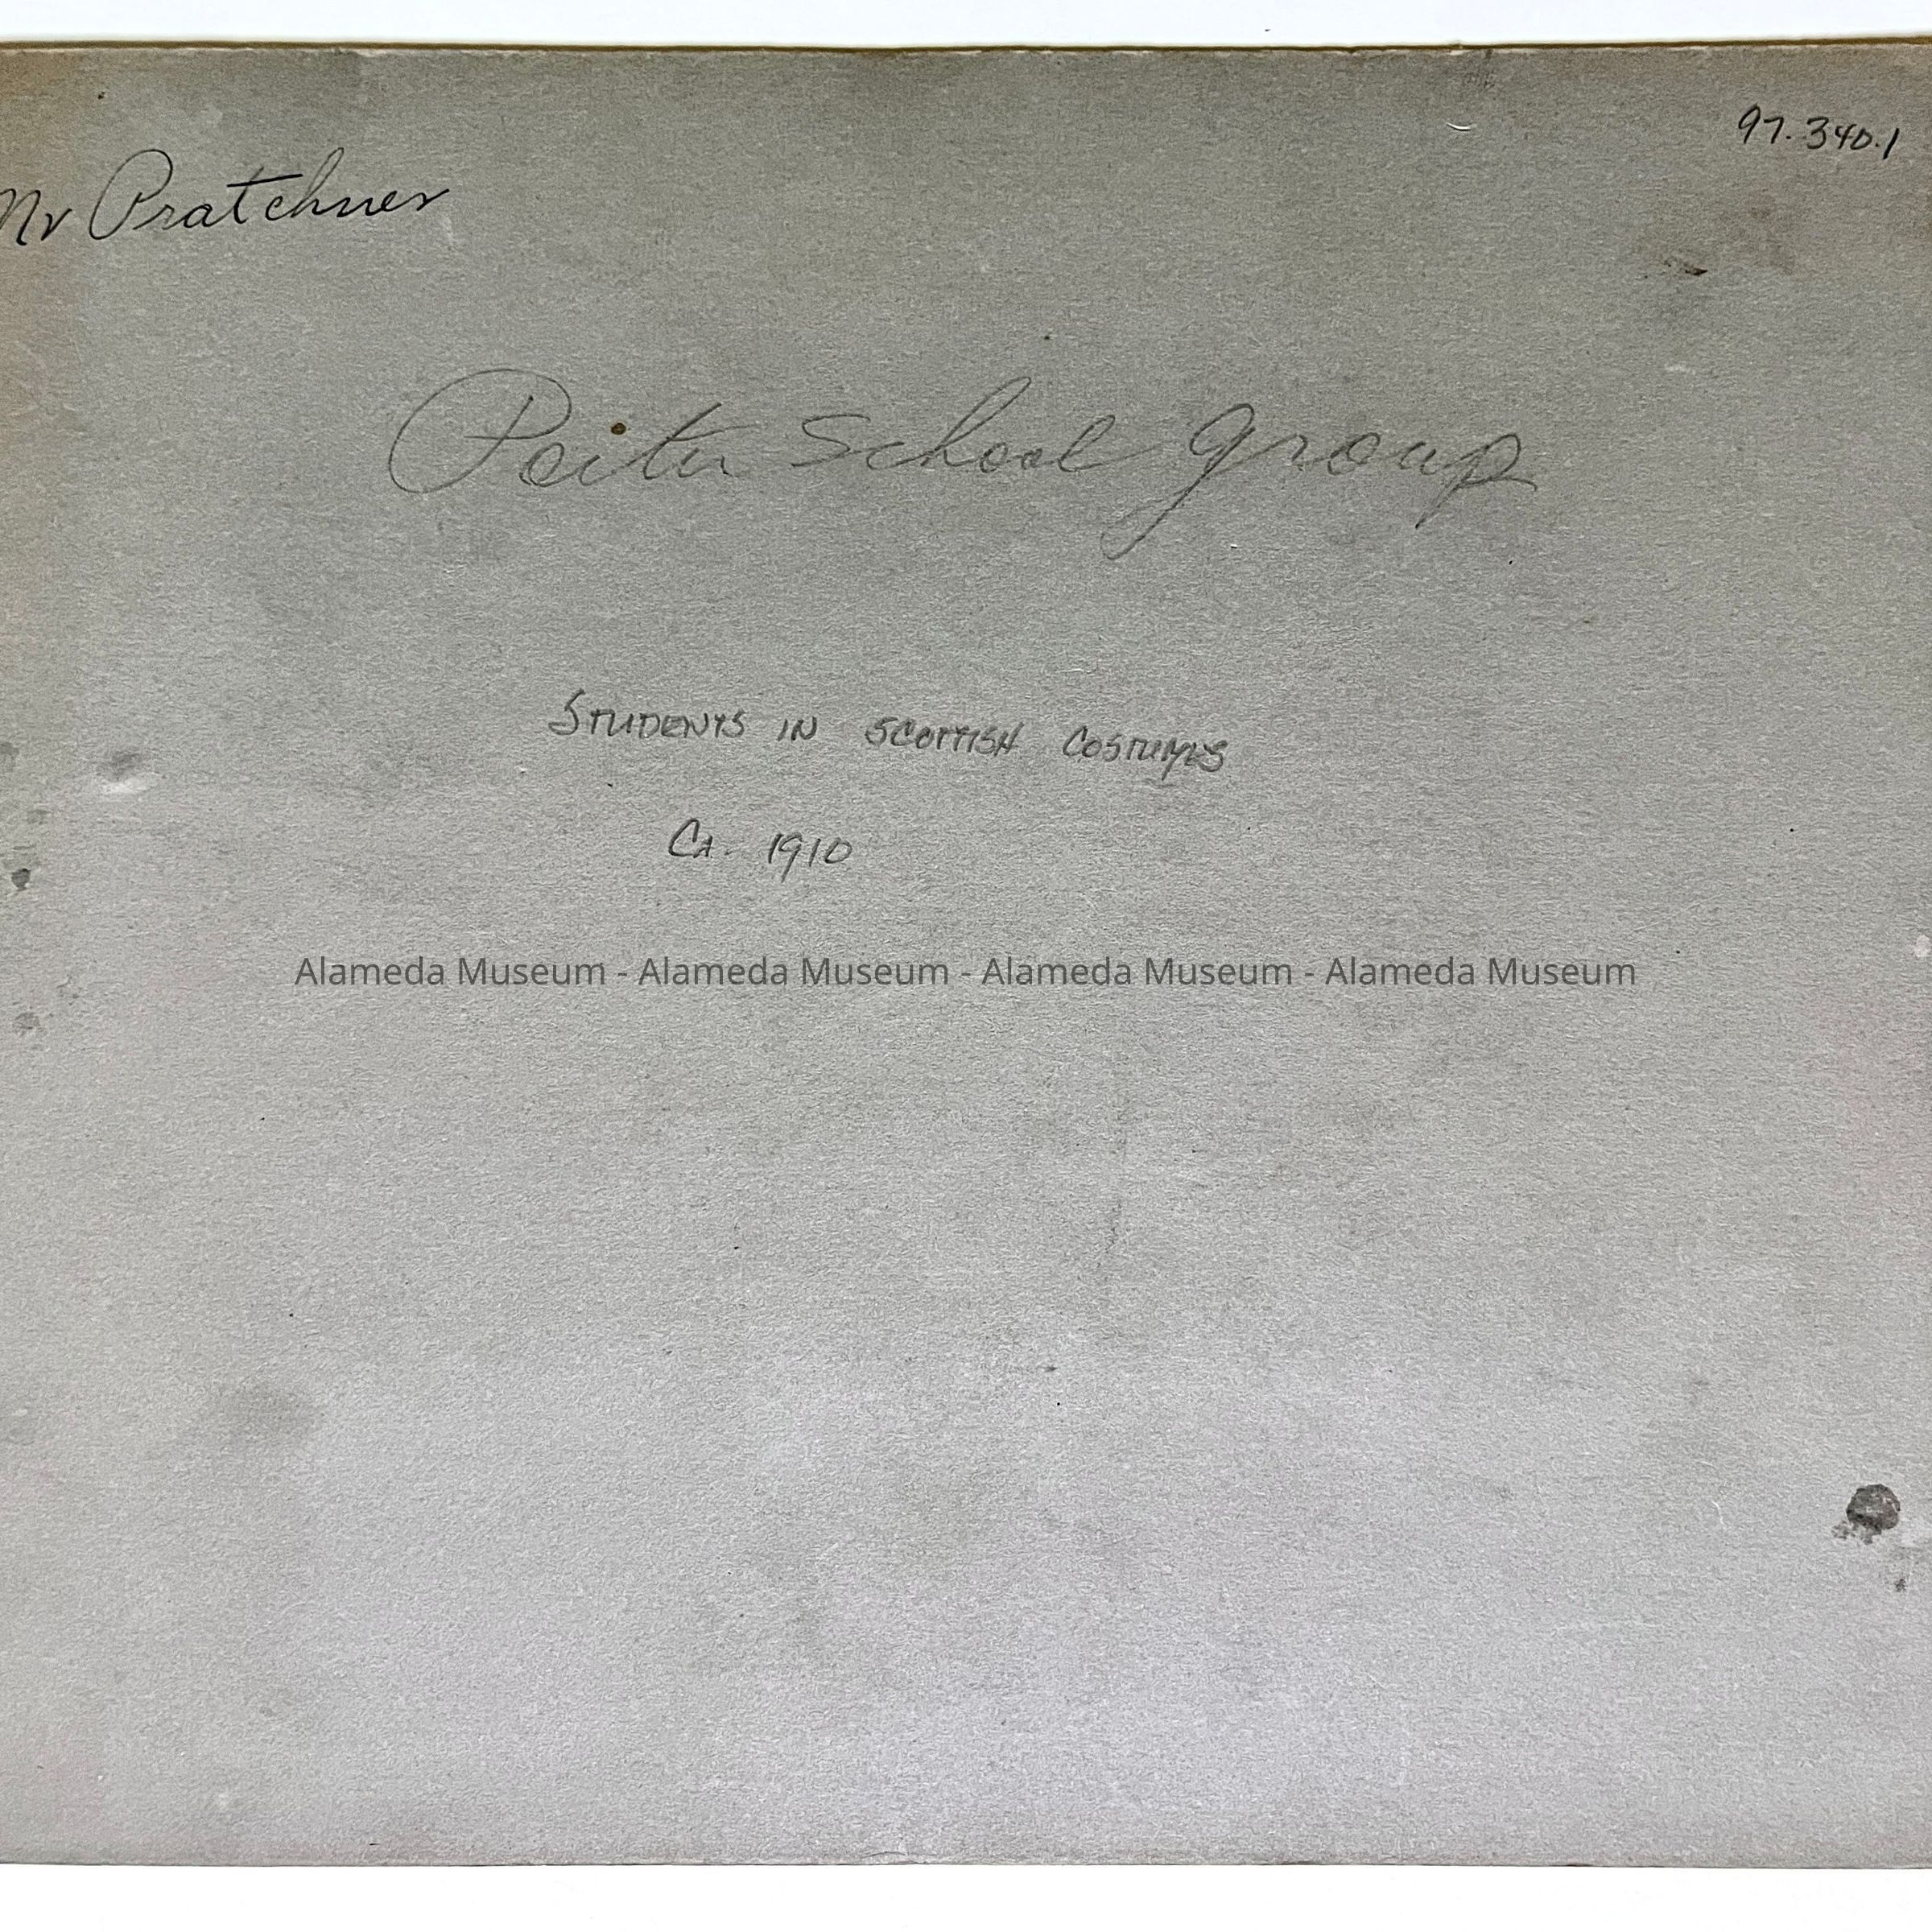 97.340.1
Mr Pratchner
Poiter School group
STUDENTS IN SCOTTISH COSTUMES
CA. 1910
Alameda Museum - Alameda Museum - Alameda Museum - Alameda Museum